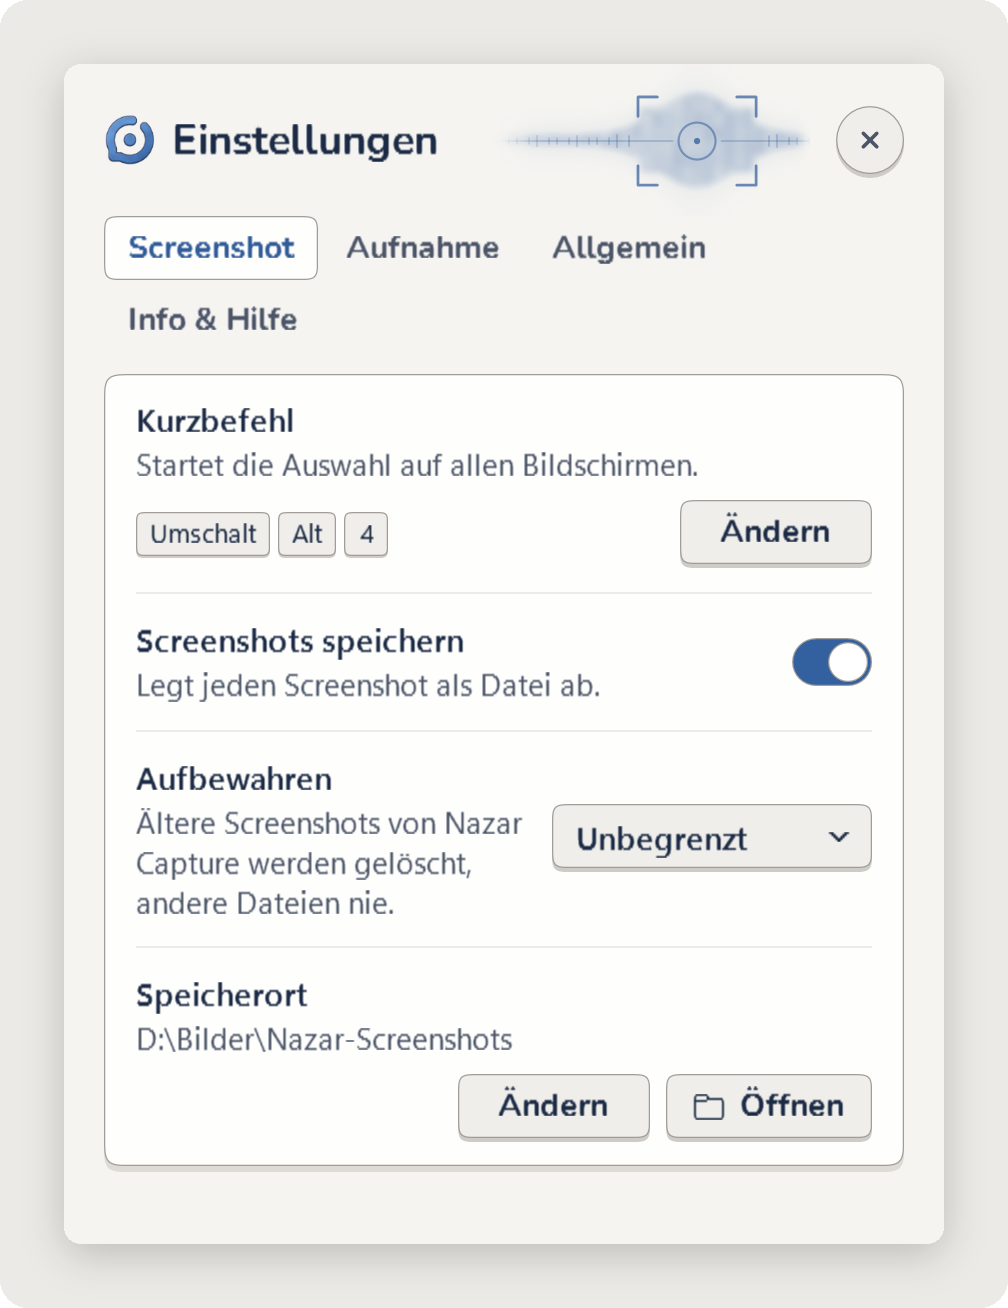 Einstellungen
Screenshot Aufnahme Allgemein
Info & Hilfe
Kurzbefehl
Startet die Auswahl auf allen Bildschirmen.
Umschalt Alt 4 Ändern
Screenshots speichern
Legt jeden Screenshot als Datei ab.
Aufbewahren
Ältere Screenshots von Nazar
Capture werden gelöscht,
andere Dateien nie.
Unbegrenzt
Speicherort
D:\Bilder\Nazar-Screenshots
Ändern Öffnen